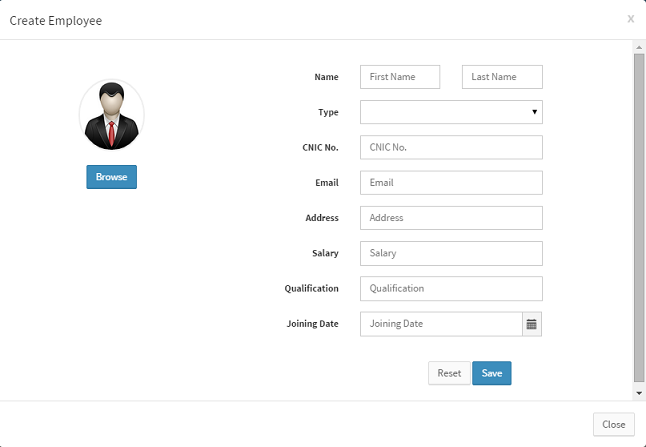 Create Employee x
Name First Name Last Name
Type
CNIC No. CNIC No.
Browse
Email Email
Address Address
Salary Salary
Qualification Qualification
Joining Date Joining Date
Reset Save
Close